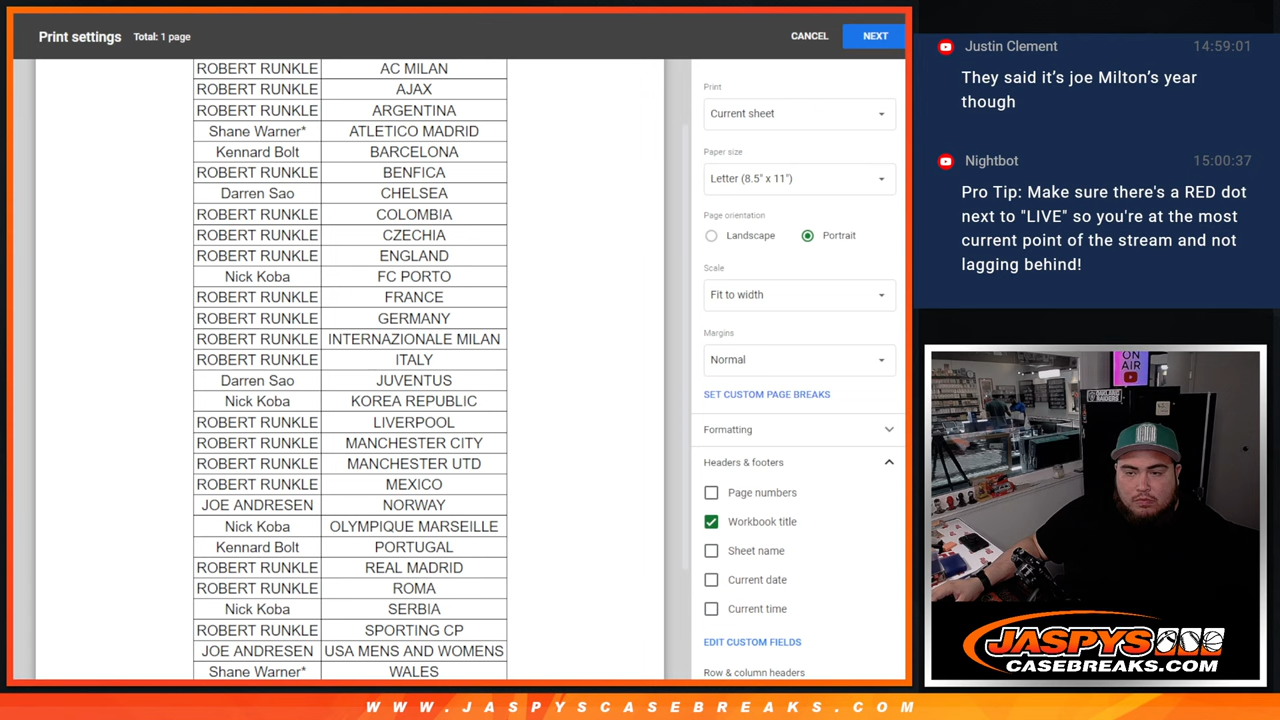 Print settings Total: 1 page CANCEL NEXT
ROBERT RUNKLE AC MILAN
ROBERT RUNKLE AJAX
ROBERT RUNKLE ARGENTINA
Shane Warner* ATLETICO MADRID
Kennard Bolt BARCELONA
ROBERT RUNKLE BENFICA
Darren Sao CHELSEA
ROBERT RUNKLE COLOMBIA
ROBERT RUNKLE CZECHIA
ROBERT RUNKLE ENGLAND
Nick Koba FC PORTO
ROBERT RUNKLE FRANCE
ROBERT RUNKLE GERMANY
ROBERT RUNKLE INTERNAZIONALE MILAN
ROBERT RUNKLE ITALY
Darren Sao JUVENTUS
Nick Koba KOREA REPUBLIC
ROBERT RUNKLE LIVERPOOL
ROBERT RUNKLE MANCHESTER CITY
ROBERT RUNKLE MANCHESTER UTD
ROBERT RUNKLE MEXICO
JOE ANDRESEN NORWAY
Nick Koba OLYMPIQUE MARSEILLE
Kennard Bolt PORTUGAL
ROBERT RUNKLE REAL MADRID
ROBERT RUNKLE ROMA
Nick Koba SERBIA
ROBERT RUNKLE SPORTING CP
JOE ANDRESEN USA MENS AND WOMENS
Shane Warner* WALES
Print
Current sheet
Paper size
Letter (8.5" x 11")
Page orientation
Landscape Portrait
Scale
Fit to width
Margins
Normal
SET CUSTOM PAGE BREAKS
Formatting
Headers & footers
Page numbers
Workbook title
Sheet name
Current date
Current time
EDIT CUSTOM FIELDS
Row & column headers
Justin Clement 14:59:01
They said it's joe Milton's year
though
Nightbot 15:00:37
Pro Tip: Make sure there's a RED dot
next to "LIVE" so you're at the most
current point of the stream and not
lagging behind!
ON
AIR
JASPYS
CASEBREAKS.COM
WWW.JASPYSCASEBREAKS.COM